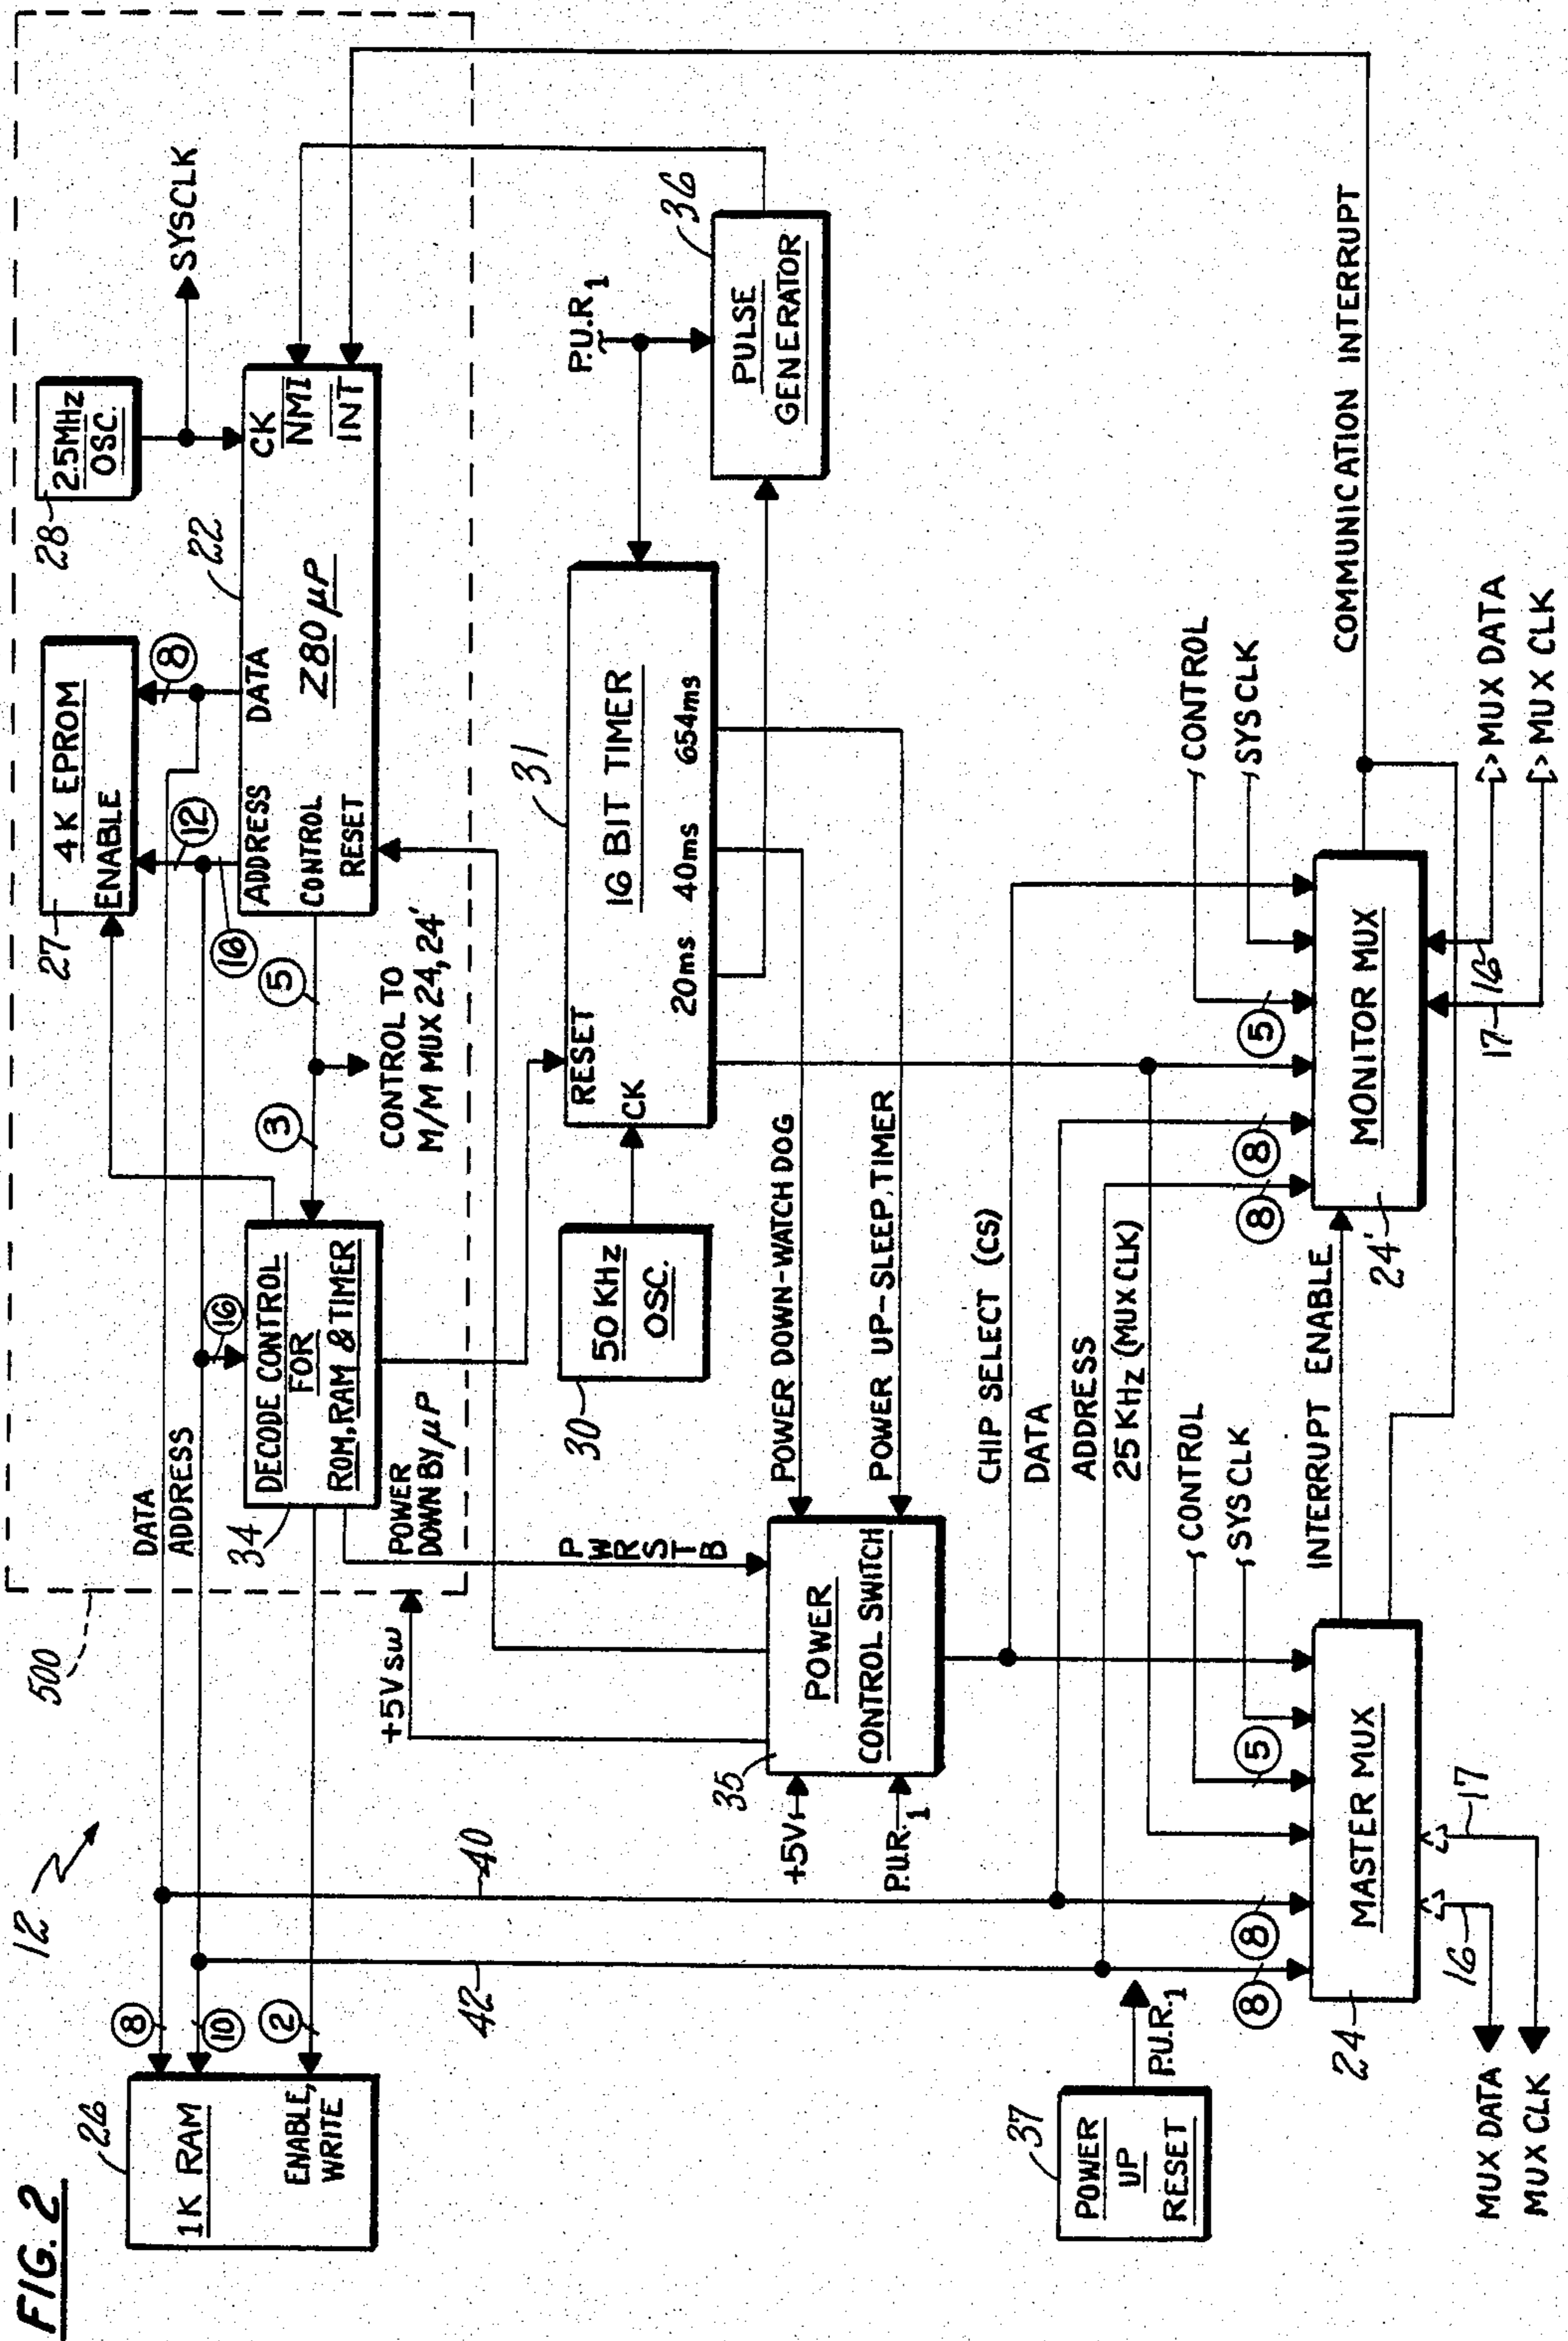 FIG. 2
12
500
26
1K RAM
ENABLE,
WRITE
8
10
2
DATA
ADDRESS
34
DECODE CONTROL
FOR
ROM, RAM & TIMER
16
3
5
CONTROL TO
M/M MUX 24, 24'
27
4K EPROM
ENABLE
12
16
8
22
ADDRESS
DATA
CONTROL
RESET
Z80 µP
CK
NMI
INT
28
2.5MHz
OSC.
SYSCLK
POWER
DOWN BY µP
+5V SW
PWRSTB
30
50 KHz
OSC.
31
RESET
CK
16 BIT TIMER
20ms
40ms
654ms
P.U.R.1
36
PULSE
GENERATOR
35
POWER
CONTROL SWITCH
+5V
P.U.R.1
POWER DOWN-WATCH DOG
POWER UP-SLEEP TIMER
40
42
CHIP SELECT (CS)
DATA
ADDRESS
25 KHz (MUX CLK)
37
POWER
UP
RESET
P.U.R.1
CONTROL
SYS CLK
8
8
5
24
MASTER MUX
16
17
MUX DATA
MUX CLK
INTERRUPT ENABLE
CONTROL
SYS CLK
8
8
5
24'
MONITOR MUX
17
16
MUX DATA
MUX CLK
COMMUNICATION INTERRUPT